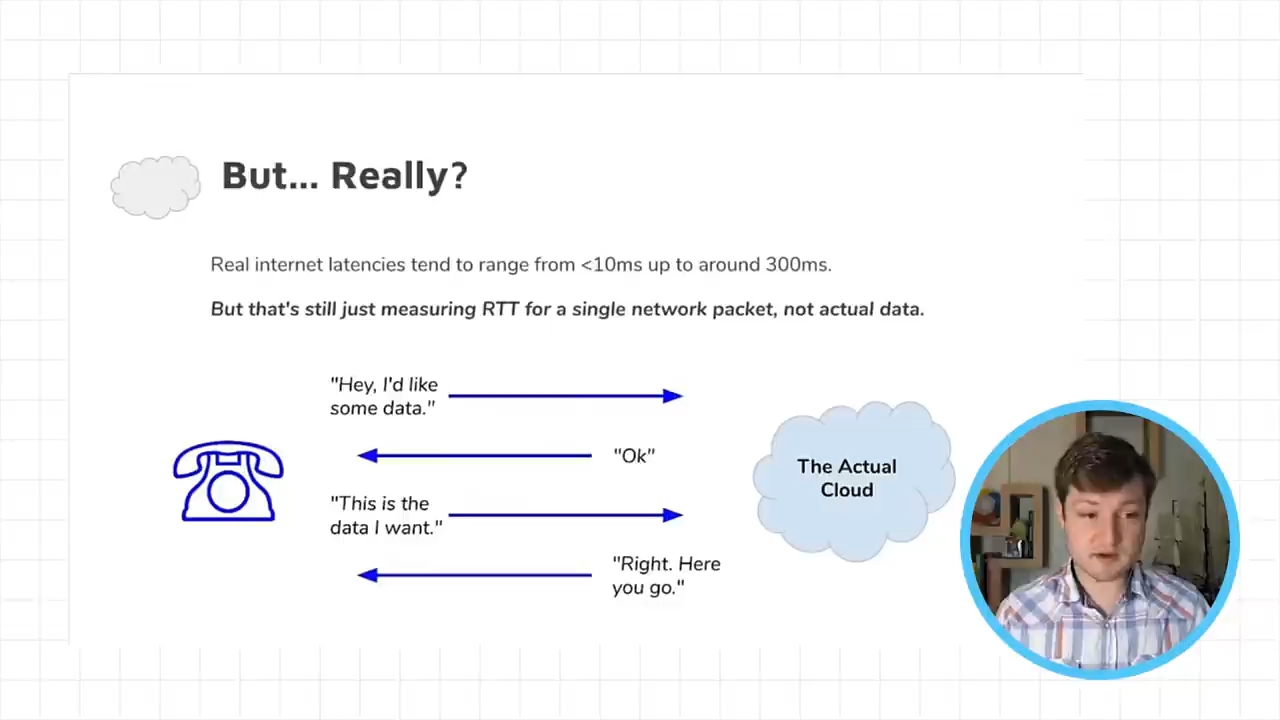 But... Really?
Real internet latencies tend to range from <10ms up to around 300ms.
But that's still just measuring RTT for a single network packet, not actual data.
"Hey, I'd like
some data."
"Ok"
"This is the
data I want."
"Right. Here
you go."
The Actual
Cloud